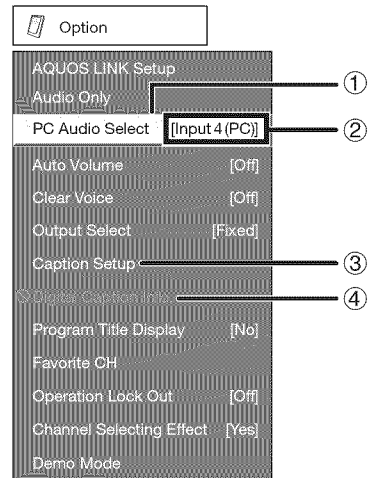 Option
AQUOS LINK Setup
Audio Only
①
PC Audio Select [Input 4 (PC)]
②
Auto Volume [Off]
Clear Voice [Off]
Output Select [Fixed]
Caption Setup
③
Digital Caption Info.
④
Program Title Display [No]
Favorite CH
Operation Lock Out [Off]
Channel Selecting Effect [Yes]
Demo Mode